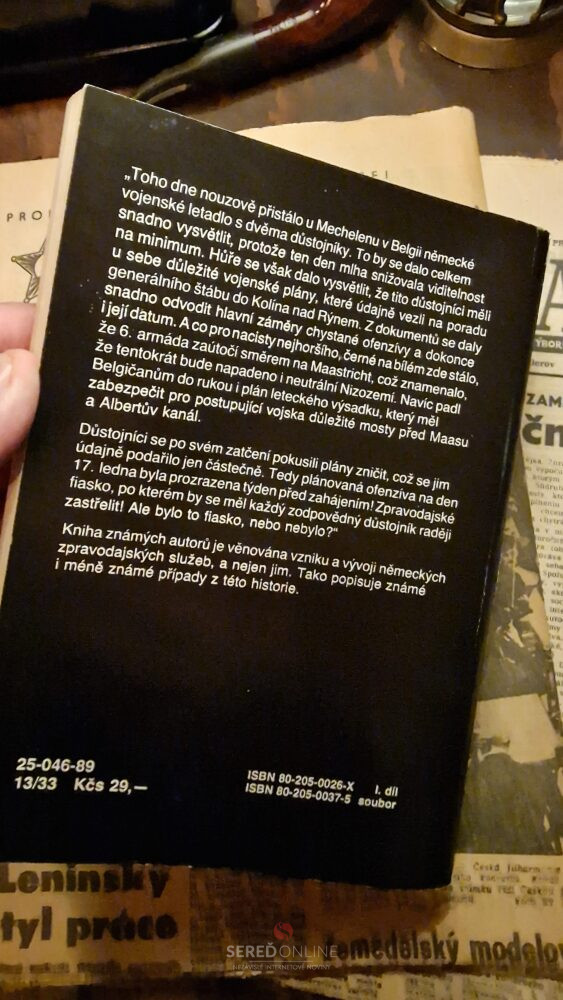 PRO
„Toho dne nouzově přistálo u Mechelenu v Belgii německé
vojenské letadlo s dvěma důstojníky. To by se dalo celkem
snadno vysvětlit, protože ten den mlha snižovala viditelnost
na minimum. Hůře se však dalo vysvětlit, že tito důstojníci měli
u sebe důležité vojenské plány, které údajně vezli na poradu
generálního štábu do Kolína nad Rýnem. Z dokumentů se daly
snadno odvodit hlavní záměry chystané ofenzívy a dokonce
i její datum. A co pro nacisty nejhoršího, černé na bílém zde stálo,
že 6. armáda zaútočí směrem na Maastricht, což znamenalo,
že tentokrát bude napadeno i neutrální Nizozemí. Navíc padl
Belgičanům do rukou i plán leteckého výsadku, který měl
zabezpečit pro postupující vojska důležité mosty před Maasu
a Albertův kanál.
Důstojníci se po svém zatčení pokusili plány zničit, což se jim
údajně podařilo jen částečně. Tedy plánovaná ofenzíva na den
17. ledna byla prozrazena týden před zahájením! Zpravodajské
fiasko, po kterém by se měl každý zodpovědný důstojník raději
zastřelit! Ale bylo to fiasko, nebo nebylo?“
Kniha známých autorů je věnována vzniku a vývoji německých
zpravodajských služeb, a nejen jim. Tako popisuje známé
i méně známé případy z této historie.
25-046-89
13/33 Kčs 29,—
ISBN 80-205-0026-X I. díl
ISBN 80-205-0037-5 soubor
Leninský
tyl práce
zemědělský modelo
SEREĎONLINE